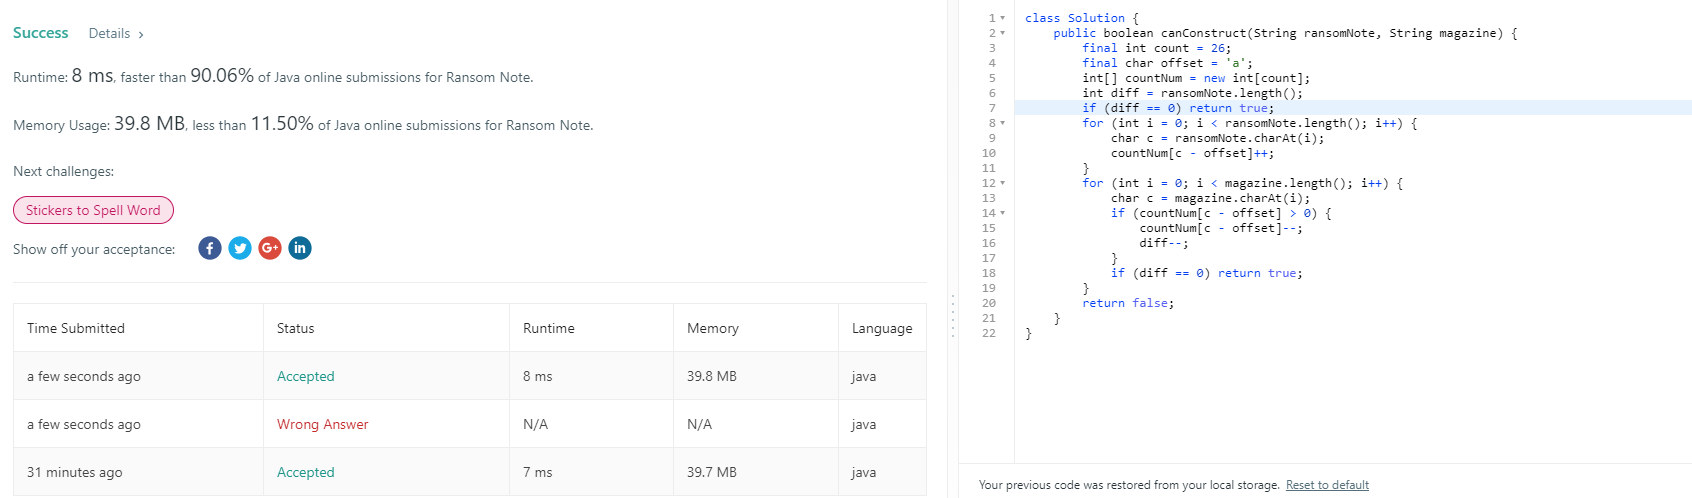 Success Details >
Runtime: 8 ms, faster than 90.06% of Java online submissions for Ransom Note.
Memory Usage: 39.8 MB, less than 11.50% of Java online submissions for Ransom Note.
Next challenges:
Stickers to Spell Word
Show off your acceptance: f G+ in
Time Submitted Status Runtime Memory Language
a few seconds ago Accepted 8 ms 39.8 MB java
a few seconds ago Wrong Answer N/A N/A java
31 minutes ago Accepted 7 ms 39.7 MB java
1 class Solution {
2     public boolean canConstruct(String ransomNote, String magazine) {
3         final int count = 26;
4         final char offset = 'a';
5         int[] countNum = new int[count];
6         int diff = ransomNote.length();
7         if (diff == 0) return true;
8         for (int i = 0; i < ransomNote.length(); i++) {
9             char c = ransomNote.charAt(i);
10             countNum[c - offset]++;
11         }
12         for (int i = 0; i < magazine.length(); i++) {
13             char c = magazine.charAt(i);
14             if (countNum[c - offset] > 0) {
15                 countNum[c - offset]--;
16                 diff--;
17             }
18             if (diff == 0) return true;
19         }
20         return false;
21     }
22 }
Your previous code was restored from your local storage. Reset to default